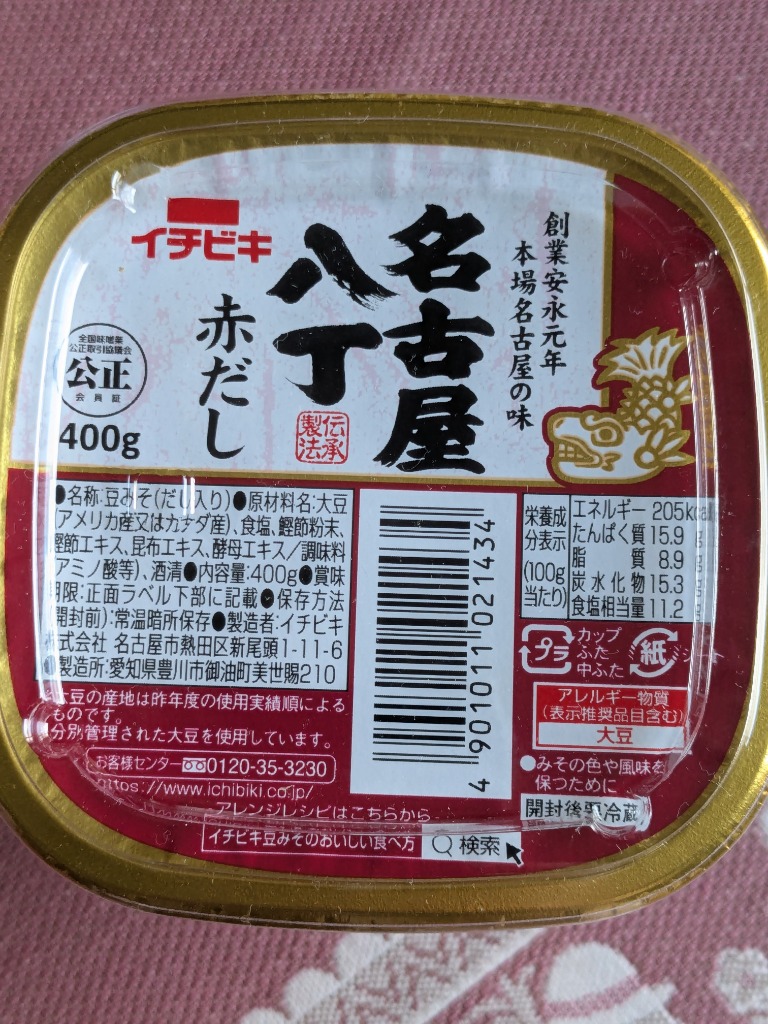 創業安永元年
本場名古屋の味
名古屋
八丁
伝承
製法
赤だし
イチビキ
全国味噌業
公正取引協議会
公正
会員証
400g
●名称:豆みそ(だし入り)●原材料名:大豆
(アメリカ産又はカナダ産)、食塩、鰹節粉末、
鰹節エキス、昆布エキス、酵母エキス/調味料
(アミノ酸等)、酒清●内容量:400g●賞味
期限:正面ラベル下部に記載●保存方法
(開封前):常温暗所保存●製造者:イチビキ
株式会社 名古屋市熱田区新尾頭1-11-6
●製造所:愛知県豊川市御油町美世賜210
大豆の産地は昨年度の使用実績順による
ものです。
分別管理された大豆を使用しています。
お客様センター 0120-35-3230
https://www.ichibiki.co.jp/
アレンジレシピはこちらから
イチビキ豆みそのおいしい食べ方 検索
4 901011 021434
栄養成
分表示
(100g
当たり)
エネルギー 205kcal
たんぱく質 15.9 g
脂質 8.9 g
炭水化物 15.3 g
食塩相当量 11.2 g
プラ
カップ
ふた
中ふた
紙
シート
アレルギー物質
(表示推奨品目含む)
大豆
●みその色や風味を
保つために
開封後要冷蔵